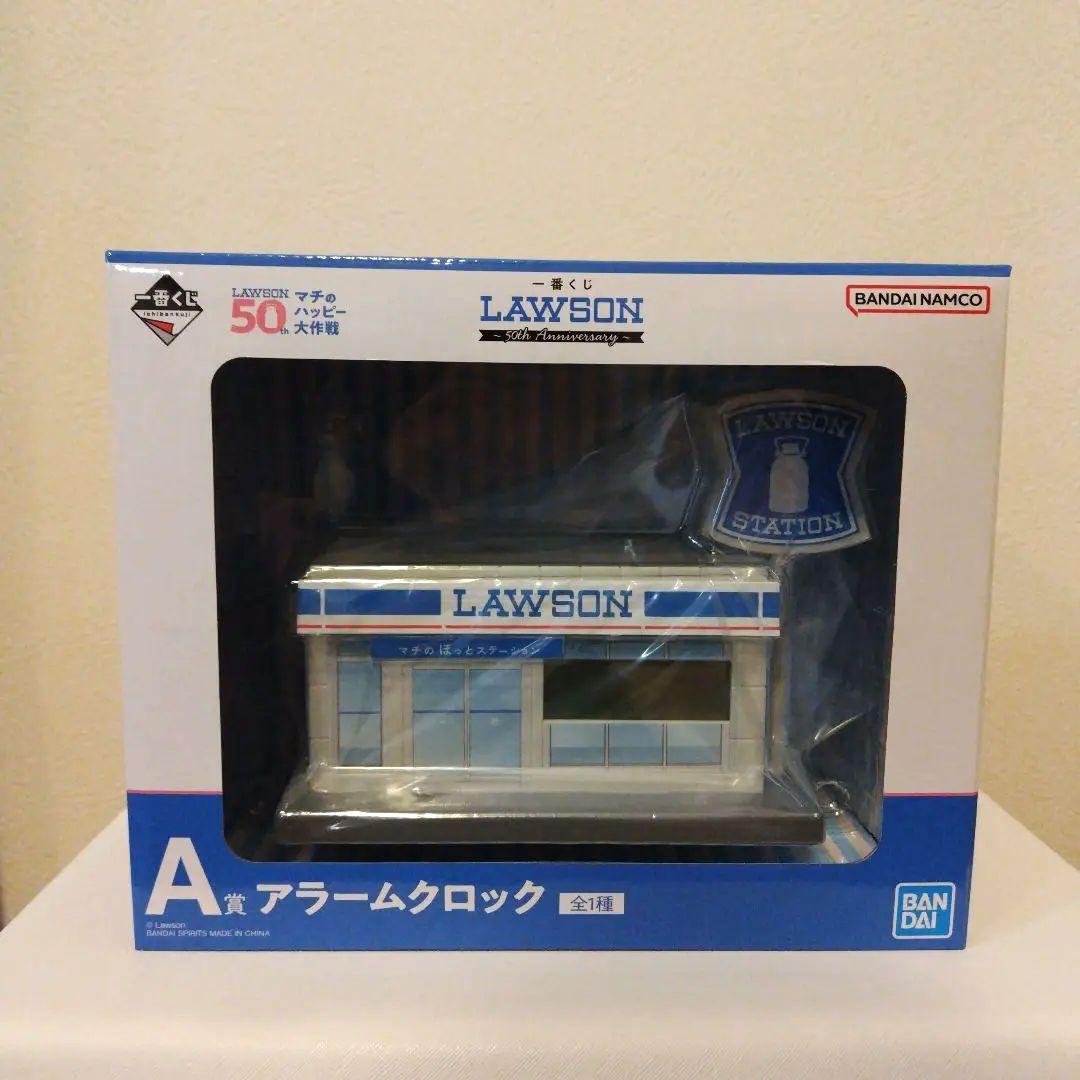 一番くじ
ichibankuji
LAWSON
50th
マチの
ハッピー
大作戦
一番くじ
LAWSON
~ 50th Anniversary ~
BANDAI NAMCO
LAWSON
STATION
LAWSON
マチの ほっとステーション
A賞 アラームクロック 全1種
© Lawson
BANDAI SPIRITS MADE IN CHINA
BAN
DAI